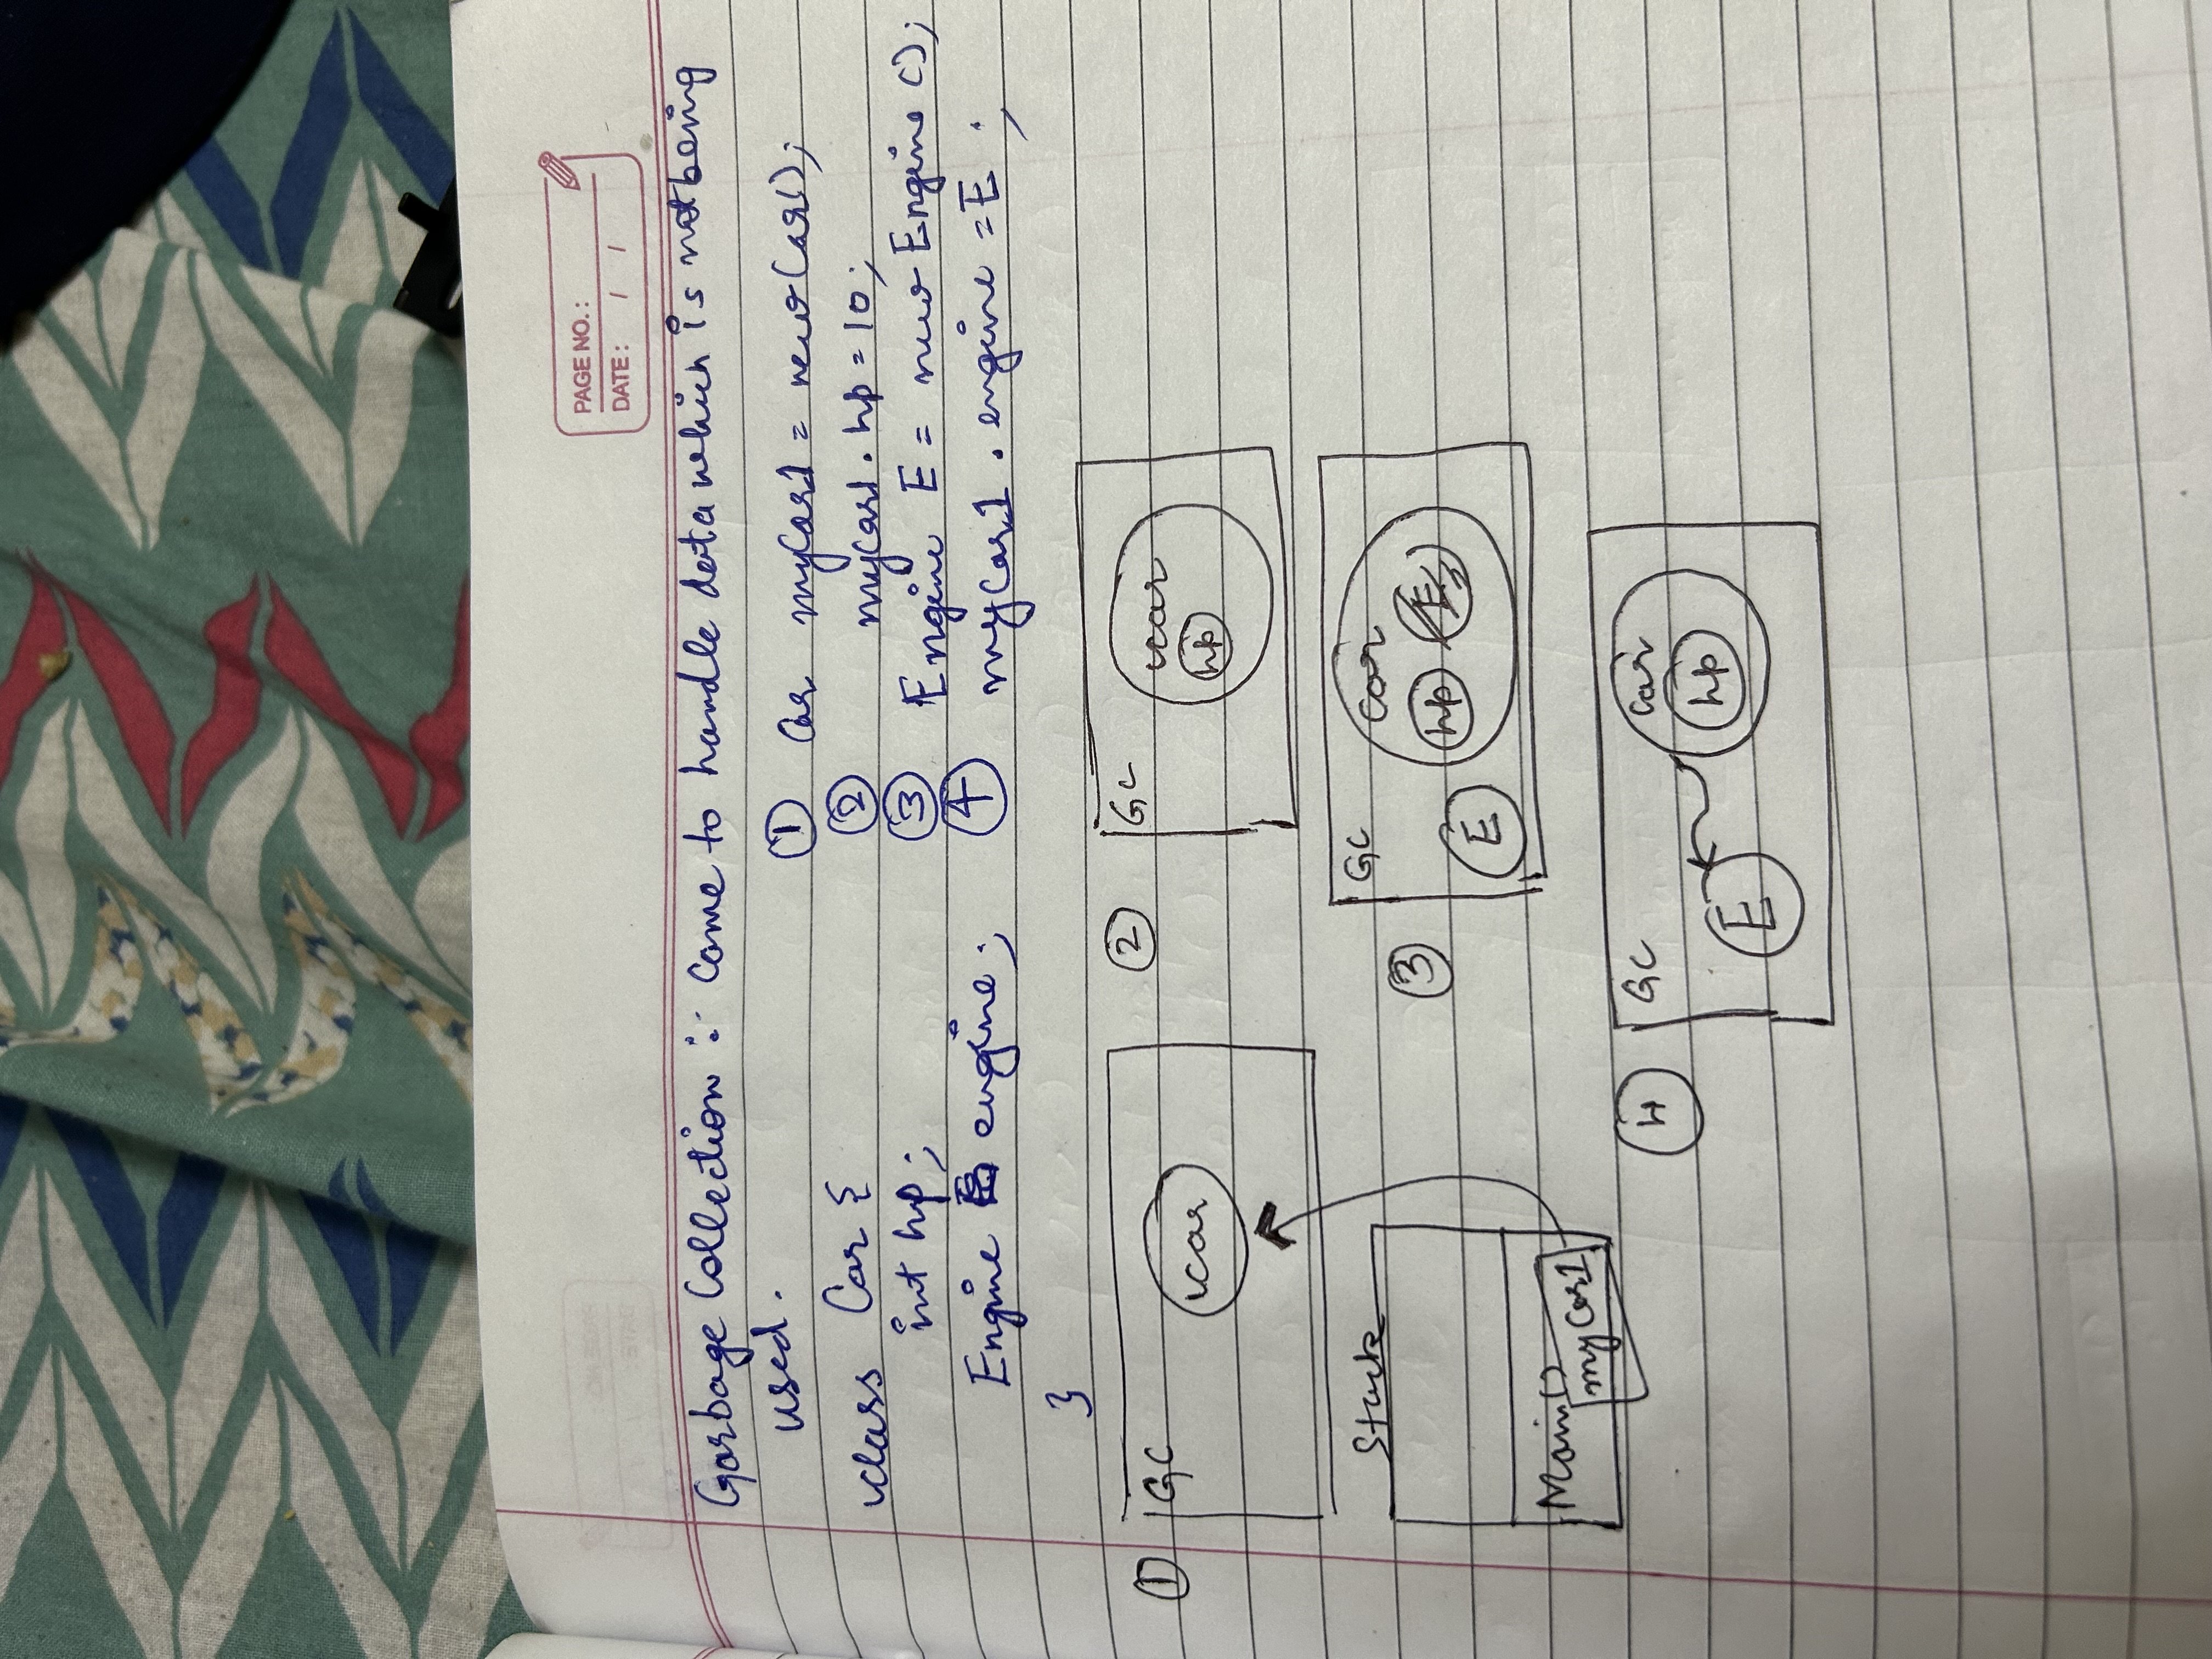 PAGE NO. :
DATE : / /
Garbage Collection :- Came to handle data which is not being
used.
class Car {
int hp;
Engine engine;
}
① Car myCar1 = new Car();
② myCar1.hp = 10;
③ Engine E = new Engine();
④ myCar1.engine = E ;
①
GC
car
②
GC
car
hp
Stack
Main()
myCar1
③
GC
car
hp
E
④
GC
Car
hp
E